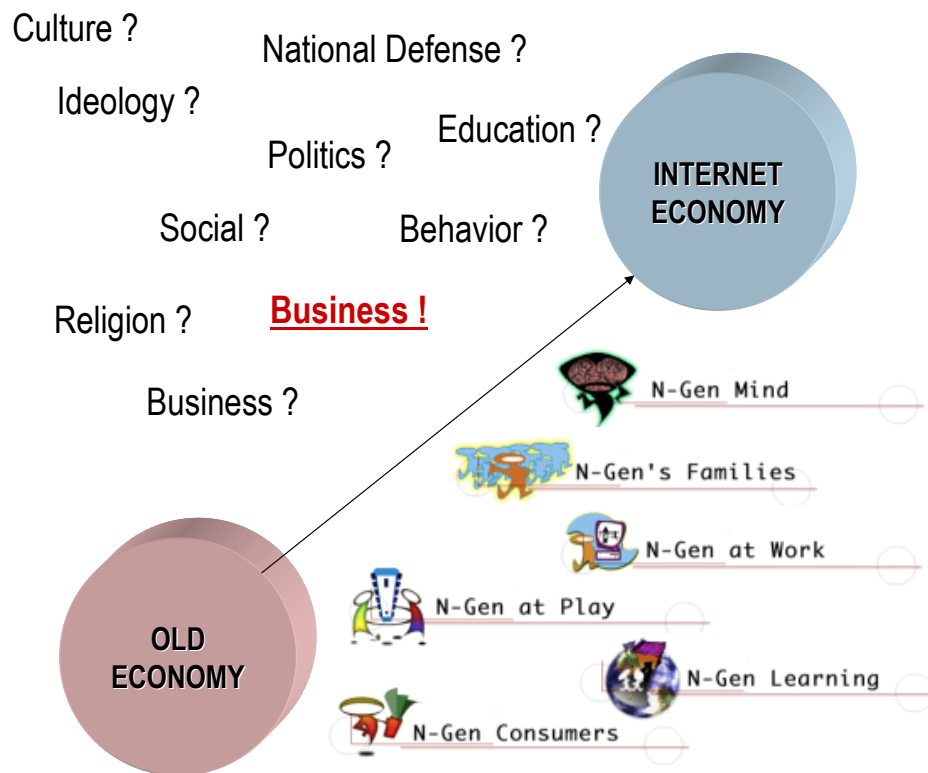 Culture ?
National Defense ?
Ideology ?
Education ?
Politics ?
INTERNET
ECONOMY
Social ?
Behavior ?
Religion ?
Business !
Business ?
N-Gen Mind
N-Gen's Families
N-Gen at Work
N-Gen at Play
OLD
ECONOMY
N-Gen Learning
N-Gen Consumers